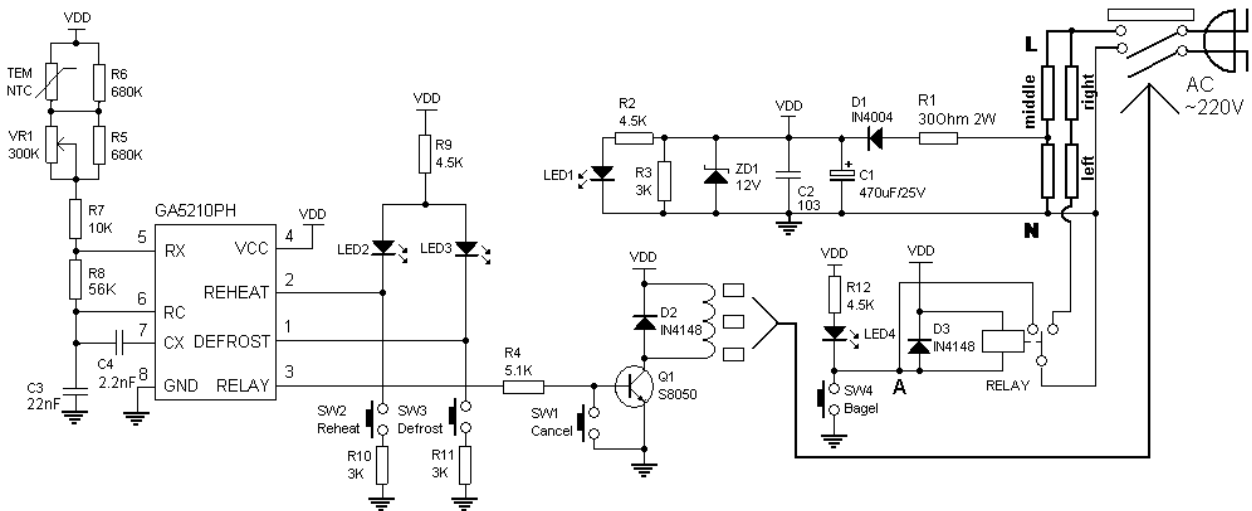 VDD
TEM
NTC
R6
680K
VR1
300K
R5
680K
R7
10K
R8
56K
C4
2.2nF
C3
22nF
GA5210PH
5
RX
6
RC
7
CX
8
GND
VCC
4
VDD
REHEAT
2
DEFROST
1
RELAY
3
VDD
R9
4.5K
LED2
LED3
SW2
Reheat
SW3
Defrost
R10
3K
R11
3K
R4
5.1K
SW1
Cancel
Q1
S8050
VDD
D2
IN4148
R2
4.5K
LED1
R3
3K
ZD1
12V
VDD
C2
103
D1
IN4004
C1
470uF/25V
+
R1
30Ohm 2W
L
middle
right
left
N
AC
~220V
VDD
R12
4.5K
LED4
SW4
Bagel
A
VDD
D3
IN4148
RELAY